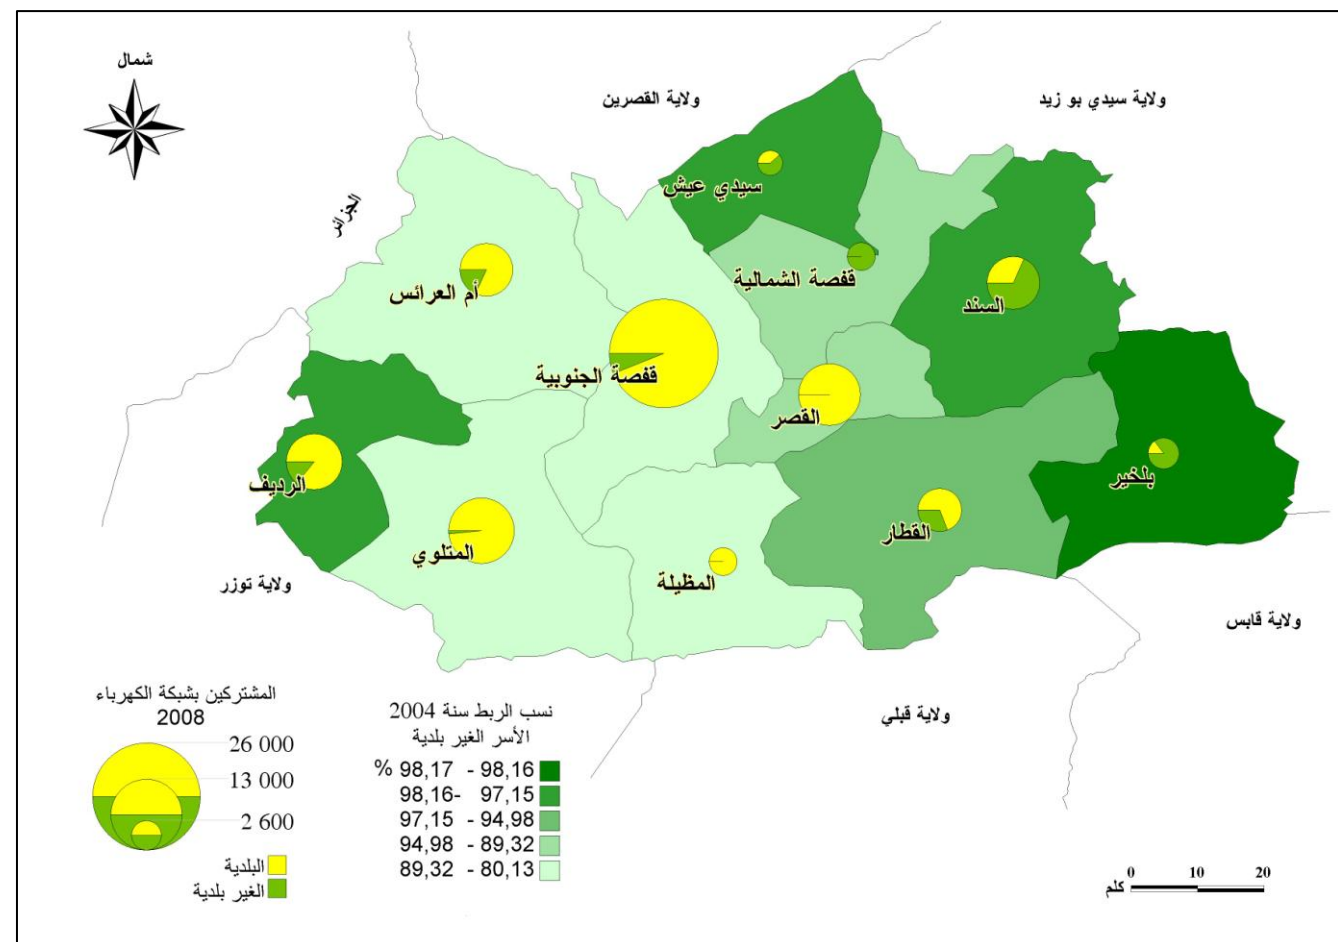 شمال
ولاية القصرين
ولاية سيدي بو زيد
الجزائر
سيدي عيش
قفصة الشمالية
السند
أم العرائس
قفصة الجنوبية
القصر
الرديف
المتلوي
المظيلة
القطار
بلخير
ولاية توزر
ولاية قابس
ولاية قبلي
المشتركين بشبكة الكهرباء
2008
26 000
13 000
2 600
البلدية
الغير بلدية
نسب الربط سنة 2004
الأسر الغير بلدية
% 98,17 - 98,16
98,16- 97,15
97,15 - 94,98
94,98 - 89,32
89,32 - 80,13
0 10 20
كلم